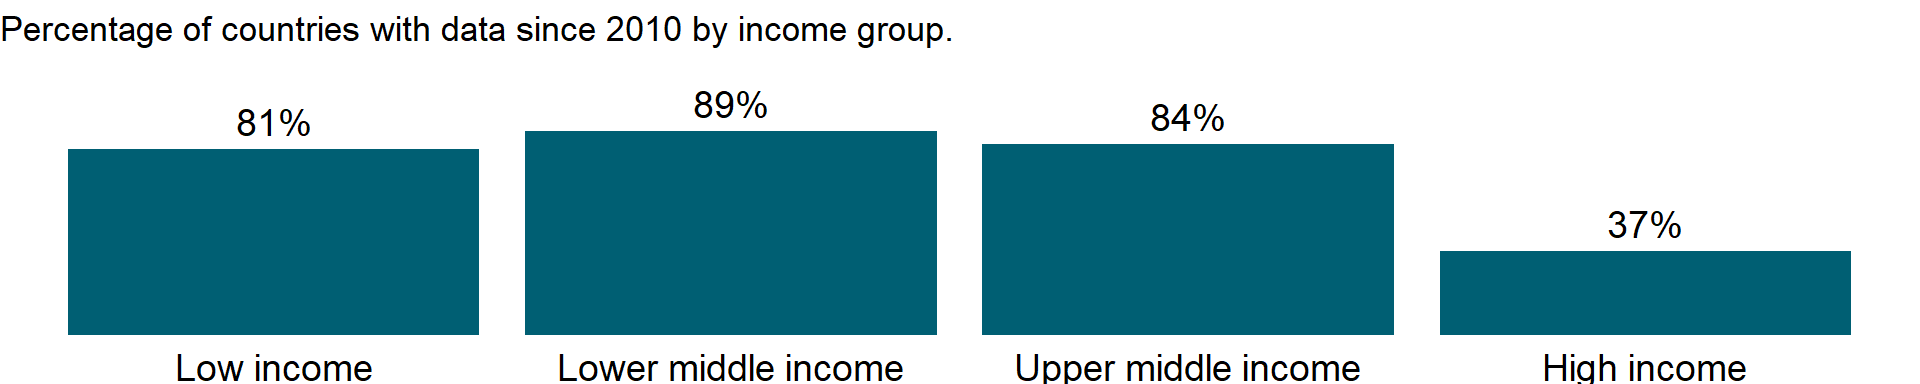 Percentage of countries with data since 2010 by income group.
81%
89%
84%
37%
Low income
Lower middle income
Upper middle income
High income